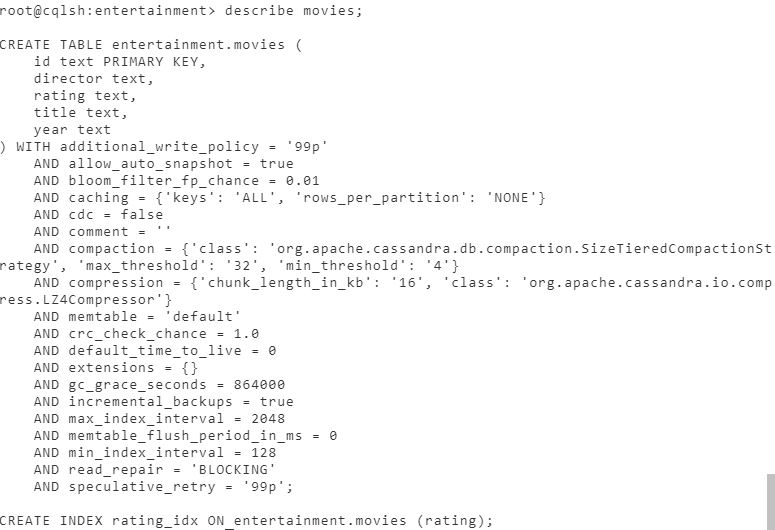 root@cqlsh:entertainment> describe movies;
CREATE TABLE entertainment.movies (
    id text PRIMARY KEY,
    director text,
    rating text,
    title text,
    year text
) WITH additional_write_policy = '99p'
    AND allow_auto_snapshot = true
    AND bloom_filter_fp_chance = 0.01
    AND caching = {'keys': 'ALL', 'rows_per_partition': 'NONE'}
    AND cdc = false
    AND comment = ''
    AND compaction = {'class': 'org.apache.cassandra.db.compaction.SizeTieredCompactionSt
rategy', 'max_threshold': '32', 'min_threshold': '4'}
    AND compression = {'chunk_length_in_kb': '16', 'class': 'org.apache.cassandra.io.comp
ress.LZ4Compressor'}
    AND memtable = 'default'
    AND crc_check_chance = 1.0
    AND default_time_to_live = 0
    AND extensions = {}
    AND gc_grace_seconds = 864000
    AND incremental_backups = true
    AND max_index_interval = 2048
    AND memtable_flush_period_in_ms = 0
    AND min_index_interval = 128
    AND read_repair = 'BLOCKING'
    AND speculative_retry = '99p';
CREATE INDEX rating_idx ON_entertainment.movies (rating);